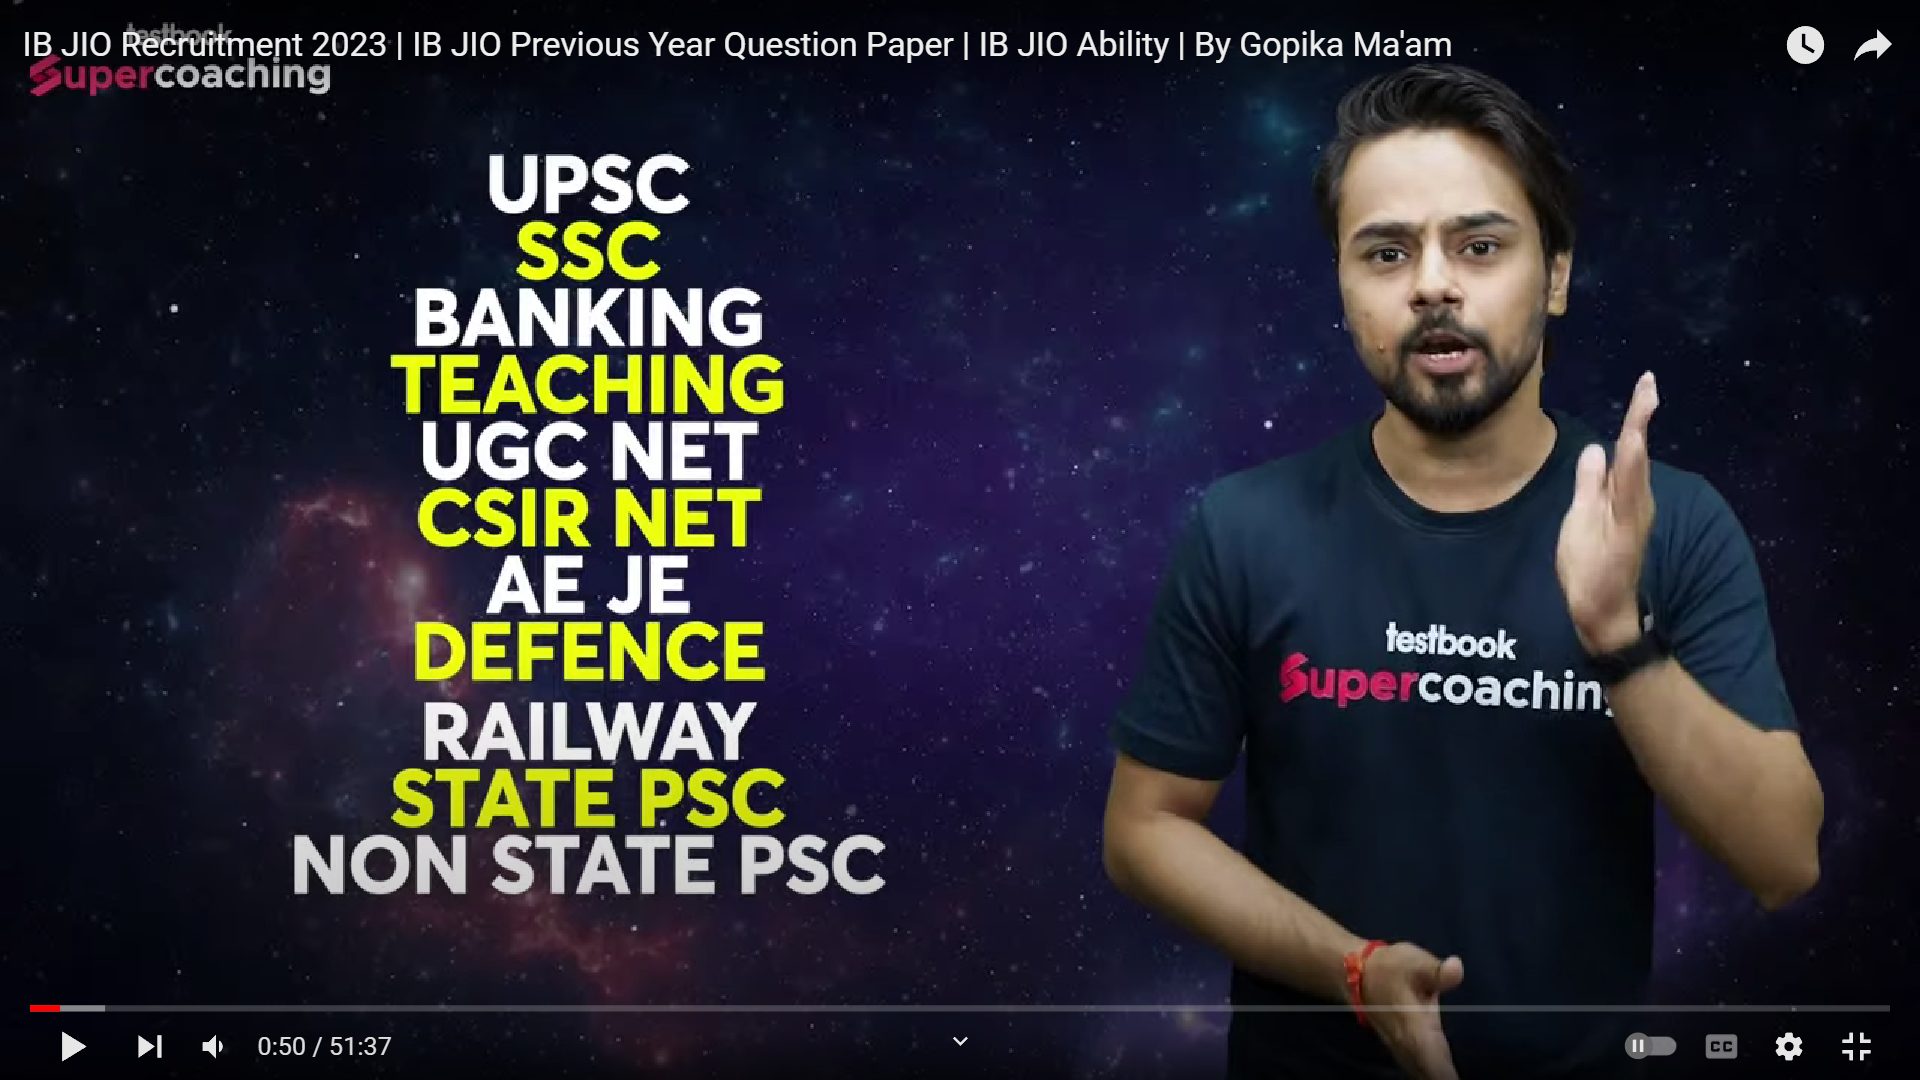 IB JIO Recruitment 2023 | IB JIO Previous Year Question Paper | IB JIO Ability | By Gopika Ma'am
testbook
Supercoaching
UPSC
SSC
BANKING
TEACHING
UGC NET
CSIR NET
AE JE
DEFENCE
RAILWAY
STATE PSC
NON STATE PSC
testbook
Supercoaching
0:50 / 51:37
CC